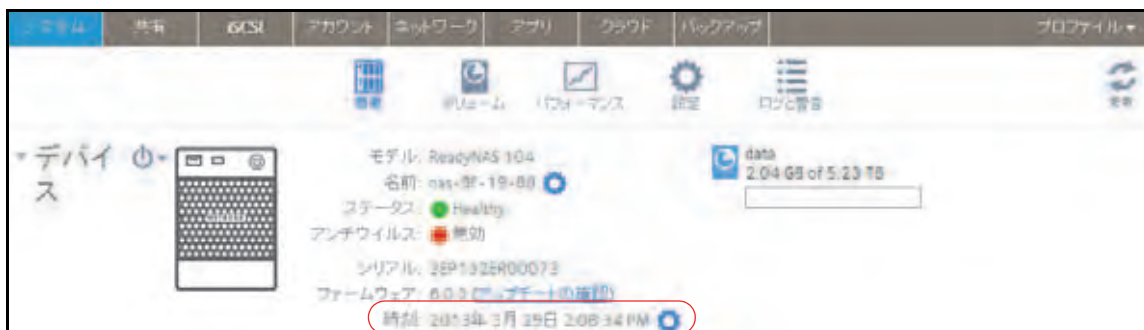 システム 共有 iSCSI アカウント ネットワーク アプリ クラウド バックアップ プロファイル
概要 ボリューム パフォーマンス 設定 ログと警告 更新
デバイス
モデル: ReadyNAS 104
名前: nas-9F-19-88
ステータス: Healthy
アンチウイルス: 無効
シリアル: 2EP132ER00073
ファームウェア: 6.0.0 (アップデートの確認)
時刻: 2013年 3月 29日 2:08:34 PM
data
2.04 GB of 5.23 TB